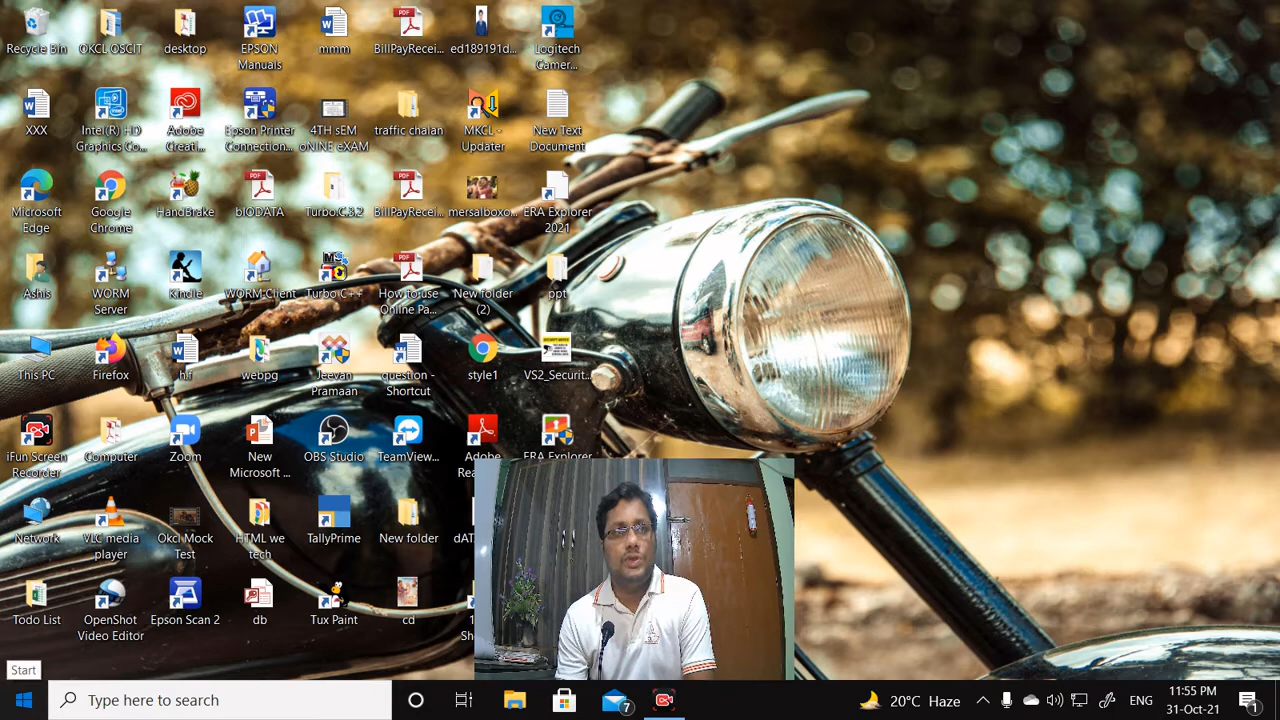 Recycle Bin
OKCL OSCIT
desktop
EPSON
Manuals
mmm
BillPayRecei...
ed189191d...
Logitech
Camer...
XXX
Intel(R) HD
Graphics Co...
Adobe
Creati...
Epson Printer
Connection...
4TH sEM
oNINE eXAM
traffic chalan
MKCL -
Updater
New Text
Document
Microsoft
Edge
Google
Chrome
HandBrake
bIODATA
Turbo.C.3.2
BillPayRecei...
mersalboxo...
ERA Explorer
2021
Ashis
WORM
Server
Kindle
WORM-Client
Turbo C++
How to use
Online Pa...
New folder
(2)
ppt
This PC
Firefox
h.f
webpg
Jeevan
Pramaan
question -
Shortcut
style1
VS2_Securit...
iFun Screen
Recorder
Computer
Zoom
New
Microsoft ...
OBS Studio
TeamView...
Adobe
ERA Explorer
Network
VLC media
player
Okcl Mock
Test
HTML we
tech
TallyPrime
New folder
Todo List
OpenShot
Video Editor
Epson Scan 2
db
Tux Paint
cd
Start
Type here to search
7
20°C Haze
ENG
11:55 PM
31-Oct-21
1